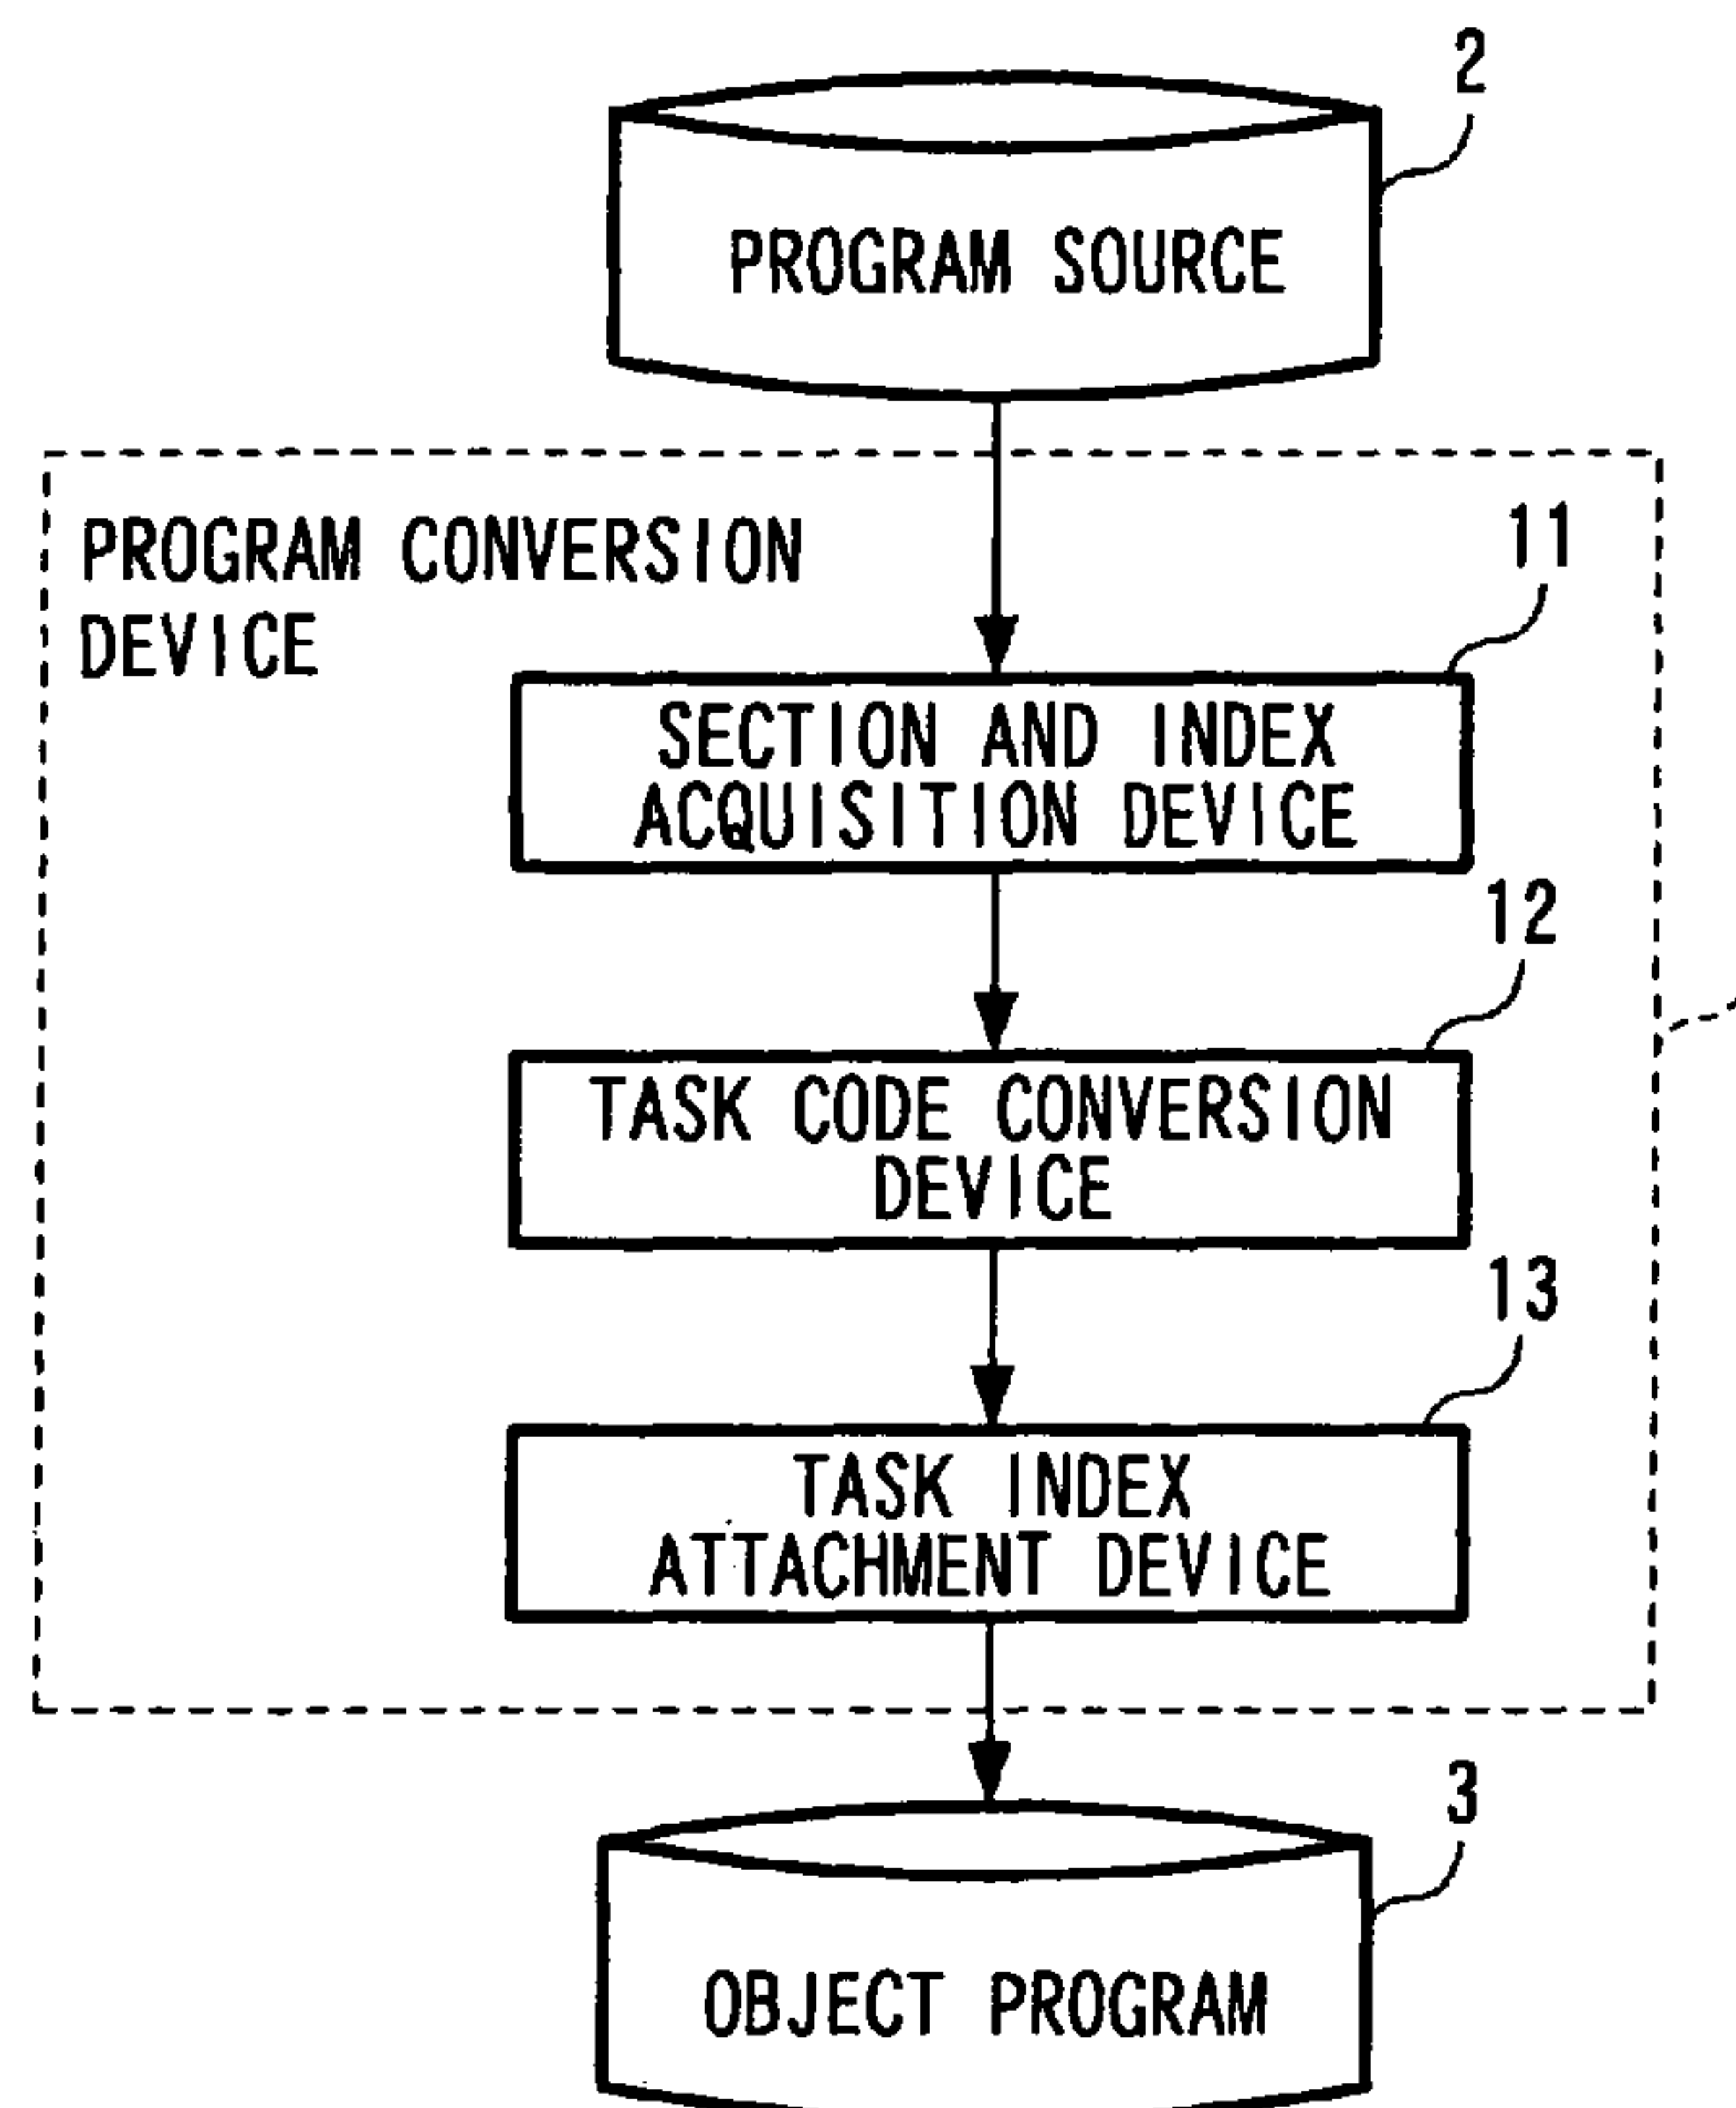 2
PROGRAM SOURCE
PROGRAM CONVERSION
DEVICE
11
SECTION AND INDEX
ACQUISITION DEVICE
12
TASK CODE CONVERSION
DEVICE
13
TASK INDEX
ATTACHMENT DEVICE
3
OBJECT PROGRAM